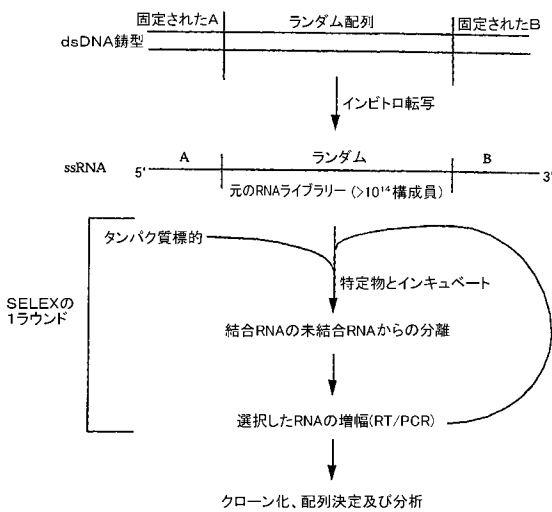 固定されたA
ランダム配列
固定されたB
dsDNA鋳型
インビトロ転写
A
ランダム
B
ssRNA
5'
3'
元のRNAライブラリー (>10¹⁴構成員)
タンパク質標的
特定物とインキュベート
SELEXの
1ラウンド
結合RNAの未結合RNAからの分離
選択したRNAの増幅(RT/PCR)
クローン化、配列決定及び分析